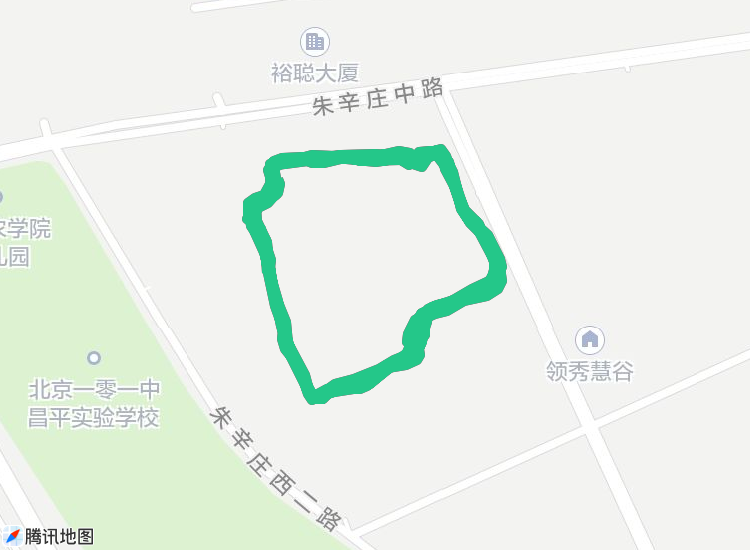 裕聪大厦
朱辛庄中路
农学院
儿园
领秀慧谷
北京一零一中
昌平实验学校
朱辛庄西二路
腾讯地图